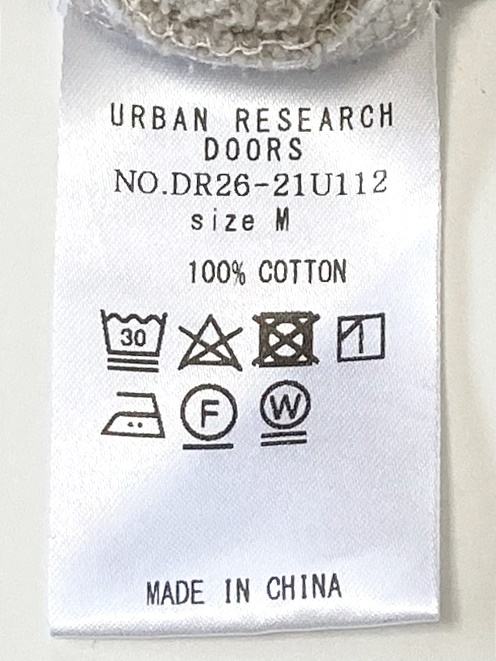 URBAN RESEARCH
DOORS
NO.DR26-21U112
size M
100% COTTON
30
F W
MADE IN CHINA